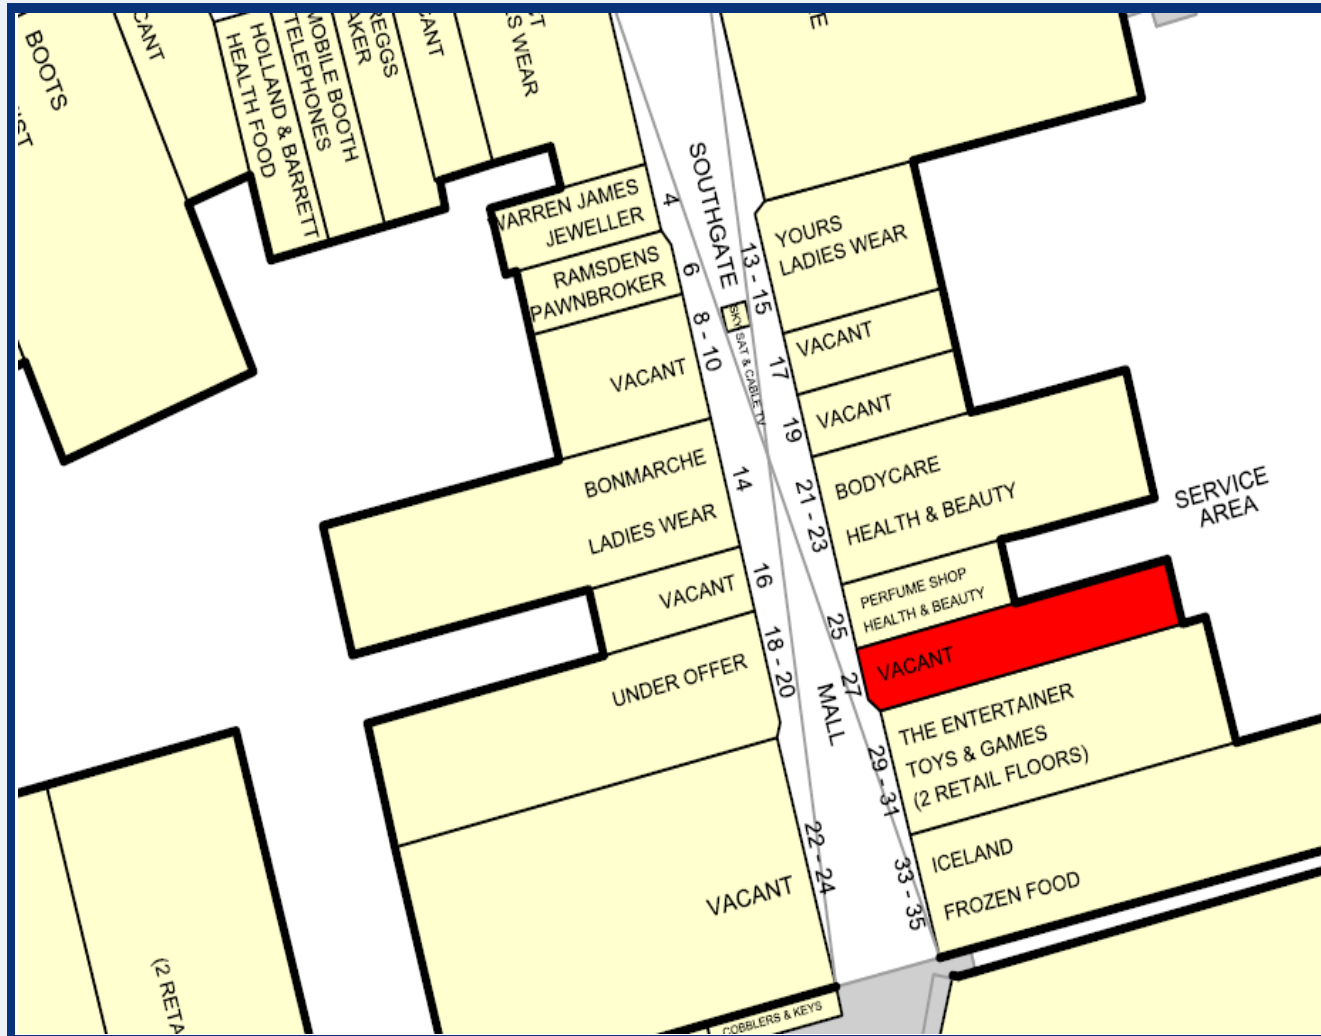 BOOTS
HOLLAND & BARRETT
HEALTH FOOD
MOBILE BOOTH
TELEPHONES
WEAR
WARREN JAMES
JEWELLER
4
RAMSDENS
PAWNBROKER
6
VACANT
8 - 10
BONMARCHE
LADIES WEAR
14
VACANT
16
UNDER OFFER
18 - 20
VACANT
22 - 24
COBBLERS & KEYS
SOUTHGATE
MALL
SKY SAT & CABLE TV
YOURS
LADIES WEAR
13 - 15
VACANT
17
VACANT
19
BODYCARE
HEALTH & BEAUTY
21 - 23
PERFUME SHOP
HEALTH & BEAUTY
25
VACANT
27
THE ENTERTAINER
TOYS & GAMES
(2 RETAIL FLOORS)
29 - 31
ICELAND
FROZEN FOOD
33 - 35
SERVICE
AREA